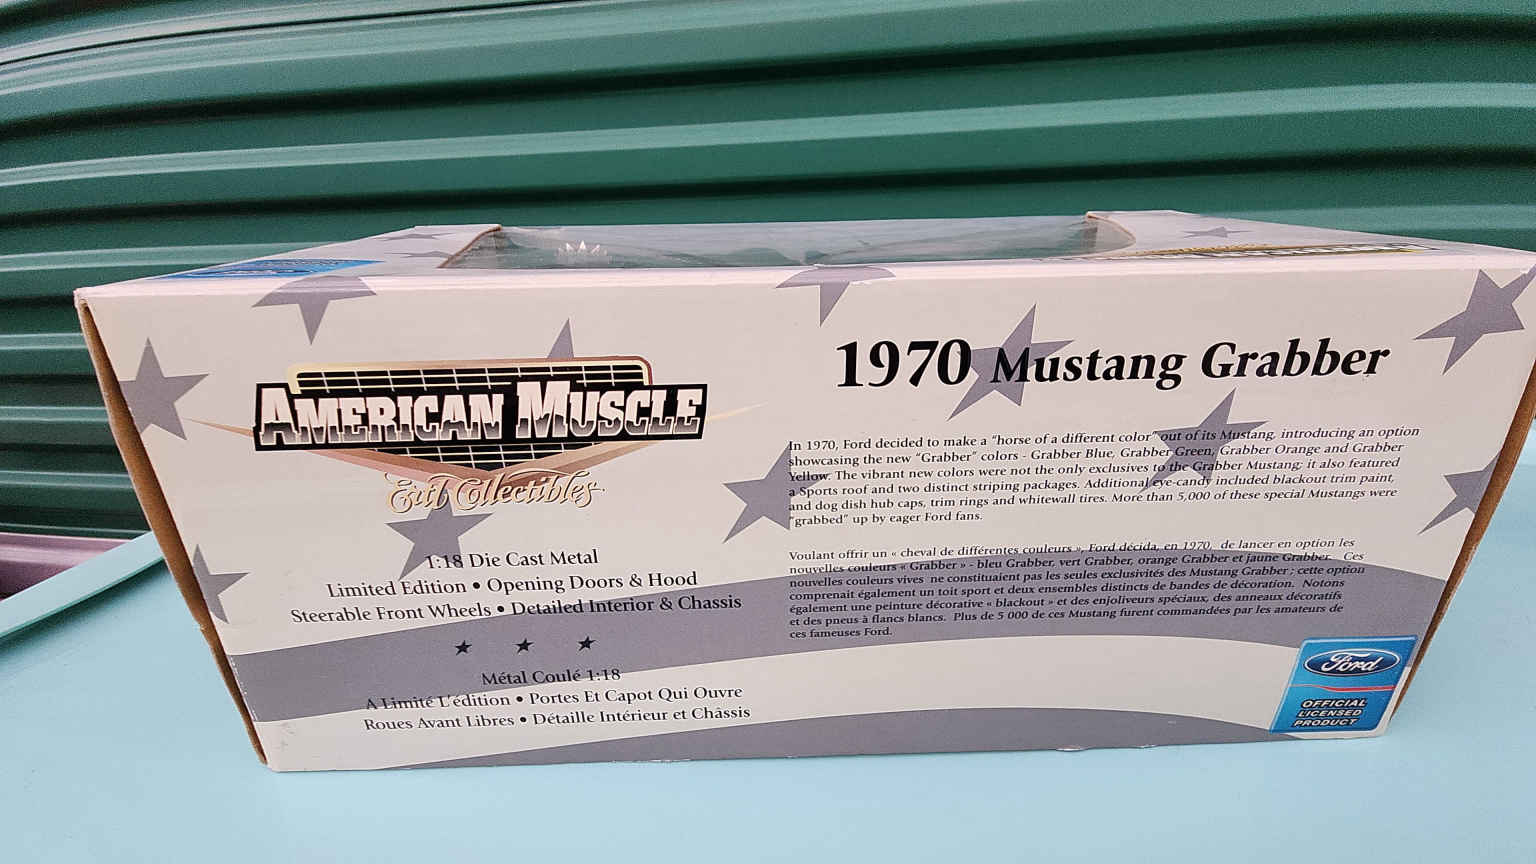 AMERICAN MUSCLE
Ertl Collectibles
1:18 Die Cast Metal
Limited Edition • Opening Doors & Hood
Steerable Front Wheels • Detailed Interior & Chassis
★ ★ ★
Métal Coulé 1:18
A Limité L'édition • Portes Et Capot Qui Ouvre
Roues Avant Libres • Détaille Intérieur et Châssis
1970 Mustang Grabber
In 1970, Ford decided to make a "horse of a different color" out of its Mustang, introducing an option
showcasing the new "Grabber" colors - Grabber Blue, Grabber Green, Grabber Orange and Grabber
Yellow. The vibrant new colors were not the only exclusives to the Grabber Mustang; it also featured
a Sports roof and two distinct striping packages. Additional eye-candy included blackout trim paint,
and dog dish hub caps, trim rings and whitewall tires. More than 5,000 of these special Mustangs were
"grabbed" up by eager Ford fans.
Voulant offrir un « cheval de différentes couleurs », Ford décida, en 1970, de lancer en option les
nouvelles couleurs « Grabber » - bleu Grabber, vert Grabber, orange Grabber et jaune Grabber. Ces
nouvelles couleurs vives ne constituaient pas les seules exclusivités des Mustang Grabber ; cette option
comprenait également un toit sport et deux ensembles distincts de bandes de décoration. Notons
également une peinture décorative « blackout » et des enjoliveurs spéciaux, des anneaux décoratifs
et des pneus à flancs blancs. Plus de 5 000 de ces Mustang furent commandées par les amateurs de
ces fameuses Ford.
Ford
OFFICIAL
LICENSED
PRODUCT